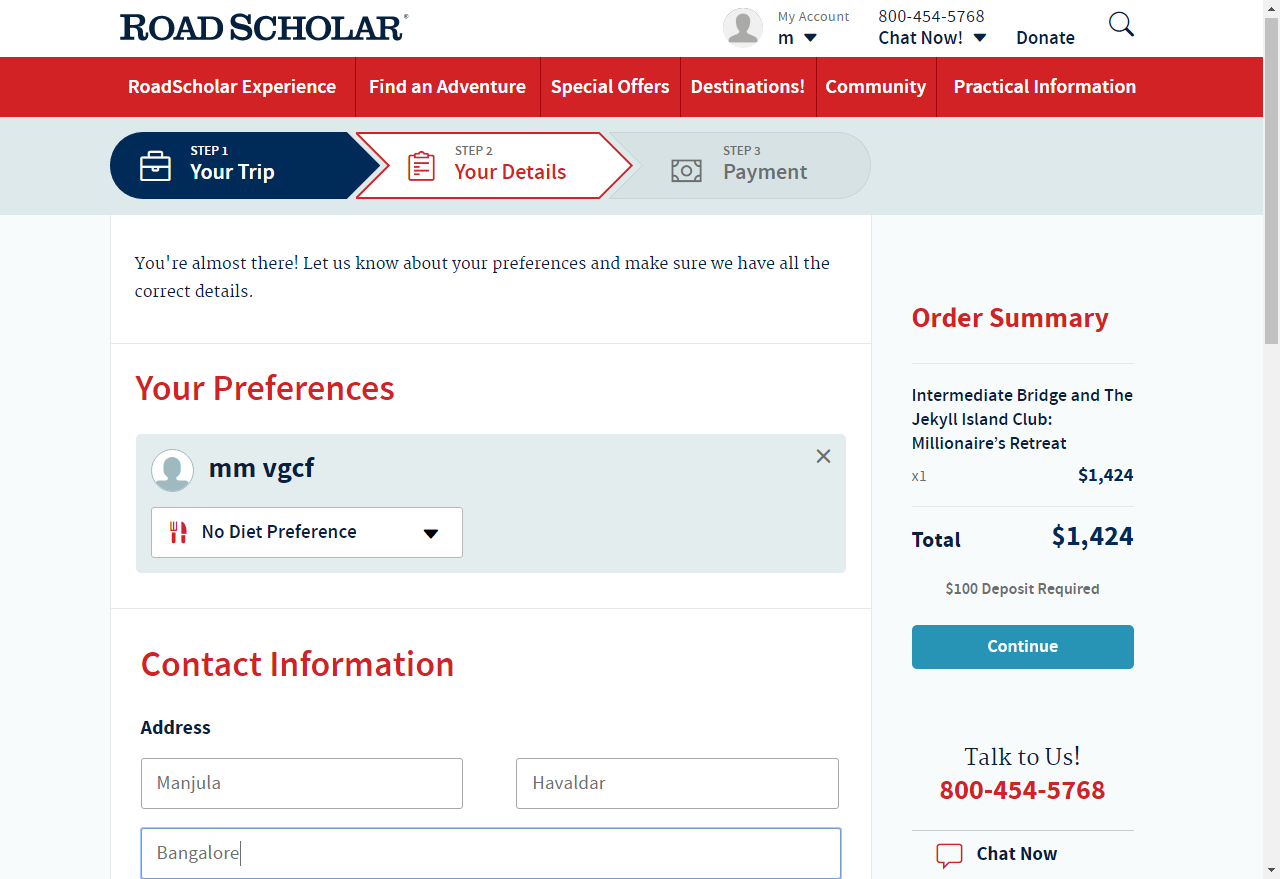 ROAD SCHOLAR®
My Account
m
800-454-5768
Chat Now!
Donate
RoadScholar Experience
Find an Adventure
Special Offers
Destinations!
Community
Practical Information
STEP 1
Your Trip
STEP 2
Your Details
STEP 3
Payment
You're almost there! Let us know about your preferences and make sure we have all the
correct details.
Your Preferences
mm vgcf
No Diet Preference
Contact Information
Address
Manjula
Havaldar
Bangalore
Order Summary
Intermediate Bridge and The
Jekyll Island Club:
Millionaire’s Retreat
x1 $1,424
Total $1,424
$100 Deposit Required
Continue
Talk to Us!
800-454-5768
Chat Now